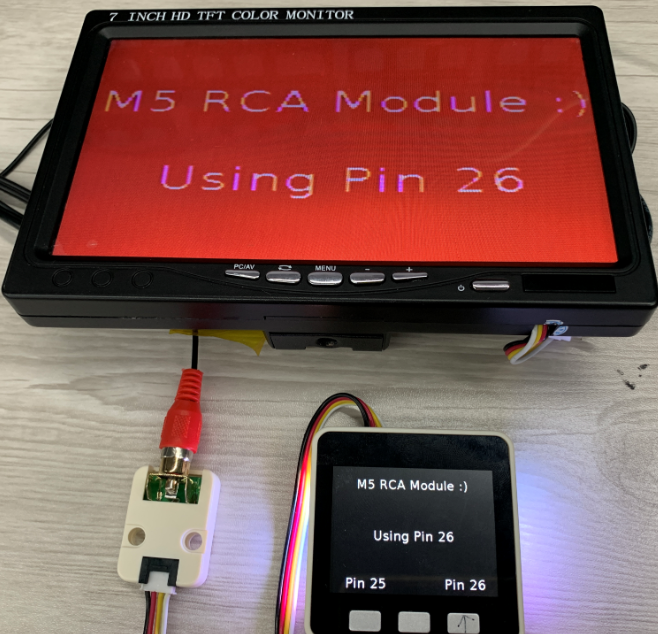 7 INCH HD TFT COLOR MONITOR
M5 RCA Module :)
Using Pin 26
PC/AV
MENU
-
+
M5 RCA Module :)
Using Pin 26
Pin 25 Pin 26